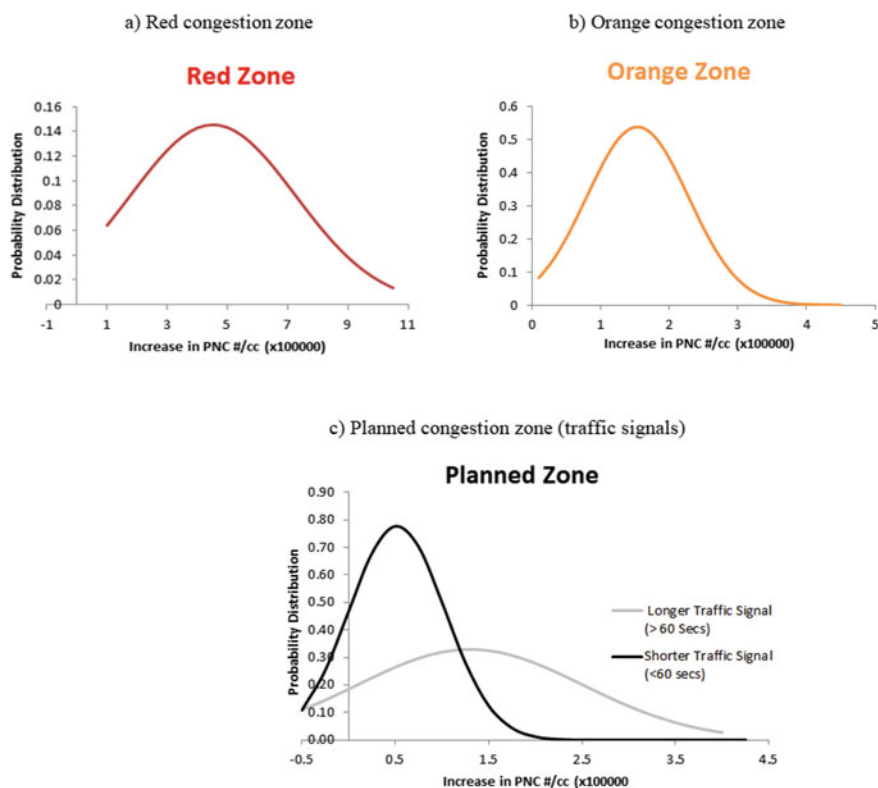 a) Red congestion zone
Red Zone
Probability Distribution
0.16
0.14
0.12
0.1
0.08
0.06
0.04
0.02
0
-1 1 3 5 7 9 11
Increase in PNC #/cc (x100000)
b) Orange congestion zone
Orange Zone
Probability Distribution
0.6
0.5
0.4
0.3
0.2
0.1
0
0 1 2 3 4 5
Increase in PNC #/cc (x100000)
c) Planned congestion zone (traffic signals)
Planned Zone
Probability Distribution
0.90
0.80
0.70
0.60
0.50
0.40
0.30
0.20
0.10
0.00
-0.5 0.5 1.5 2.5 3.5 4.5
Increase in PNC #/cc (x100000
Longer Traffic Signal
(> 60 Secs)
Shorter Traffic Signal
(<60 secs)